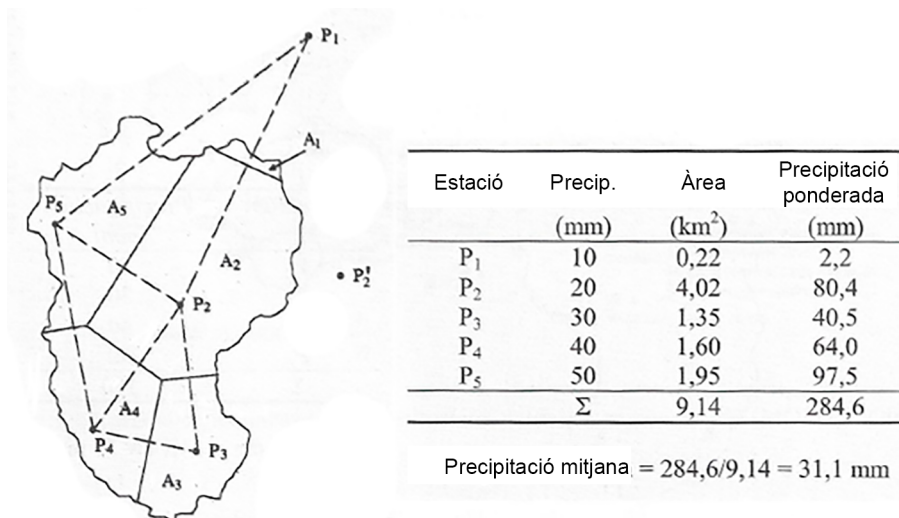 P₁
A₁
P₅
A₅
A₂
P₂'
P₂
A₄
P₄
P₃
A₃
Estació Precip. Àrea Precipitació ponderada
(mm) (km²) (mm)
P₁ 10 0,22 2,2
P₂ 20 4,02 80,4
P₃ 30 1,35 40,5
P₄ 40 1,60 64,0
P₅ 50 1,95 97,5
Σ 9,14 284,6
Precipitació mitjana = 284,6/9,14 = 31,1 mm